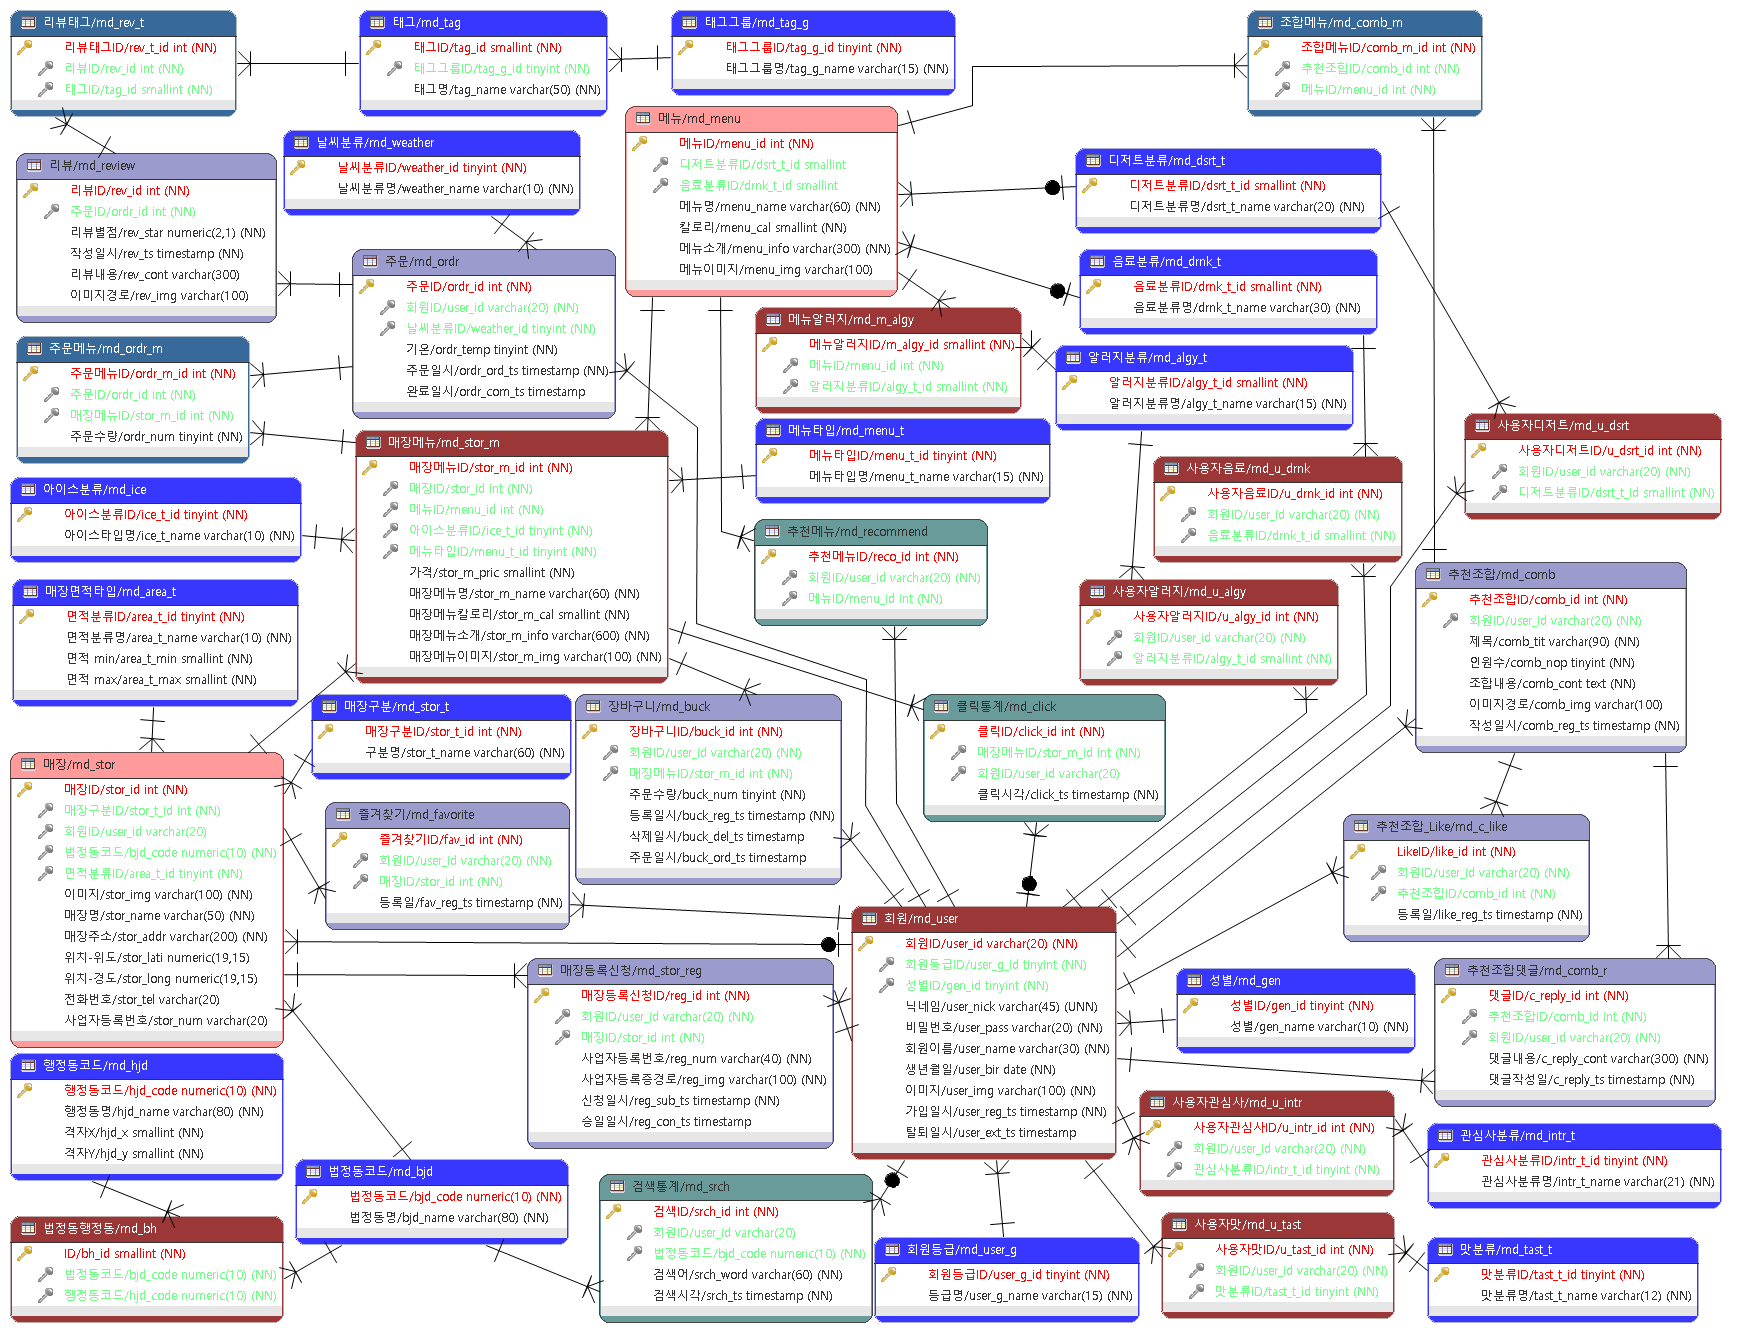 리뷰태그/md_rev_t
리뷰태그ID/rev_t_id int (NN)
리뷰ID/rev_id int (NN)
태그ID/tag_id smallint (NN)
태그/md_tag
태그ID/tag_id smallint (NN)
태그그룹ID/tag_g_id tinyint (NN)
태그명/tag_name varchar(50) (NN)
태그그룹/md_tag_g
태그그룹ID/tag_g_id tinyint (NN)
태그그룹명/tag_g_name varchar(15) (NN)
조합메뉴/md_comb_m
조합메뉴ID/comb_m_id int (NN)
추천조합ID/comb_id int (NN)
메뉴ID/menu_id int (NN)
리뷰/md_review
리뷰ID/rev_id int (NN)
주문ID/ordr_id int (NN)
리뷰별점/rev_star numeric(2,1) (NN)
작성일시/rev_ts timestamp (NN)
리뷰내용/rev_cont varchar(300)
이미지경로/rev_img varchar(100)
날씨분류/md_weather
날씨분류ID/weather_id tinyint (NN)
날씨분류명/weather_name varchar(10) (NN)
메뉴/md_menu
메뉴ID/menu_id int (NN)
디저트분류ID/dsrt_t_id smallint
음료분류ID/drnk_t_id smallint
메뉴명/menu_name varchar(60) (NN)
칼로리/menu_cal smallint (NN)
메뉴소개/menu_info varchar(300) (NN)
메뉴이미지/menu_img varchar(100)
디저트분류/md_dsrt_t
디저트분류ID/dsrt_t_id smallint (NN)
디저트분류명/dsrt_t_name varchar(20) (NN)
음료분류/md_drnk_t
음료분류ID/drnk_t_id smallint (NN)
음료분류명/drnk_t_name varchar(30) (NN)
주문/md_ordr
주문ID/ordr_id int (NN)
회원ID/user_id varchar(20) (NN)
날씨분류ID/weather_id tinyint (NN)
기온/ordr_temp tinyint (NN)
주문일시/ordr_ord_ts timestamp (NN)
완료일시/ordr_com_ts timestamp
주문메뉴/md_ordr_m
주문메뉴ID/ordr_m_id int (NN)
주문ID/ordr_id int (NN)
매장메뉴ID/stor_m_id int (NN)
주문수량/ordr_num tinyint (NN)
메뉴알러지/md_m_algy
메뉴알러지ID/m_algy_id smallint (NN)
메뉴ID/menu_id int (NN)
알러지분류ID/algy_t_id smallint (NN)
알러지분류/md_algy_t
알러지분류ID/algy_t_id smallint (NN)
알러지분류명/algy_t_name varchar(15) (NN)
사용자디저트/md_u_dsrt
사용자디저트ID/u_dsrt_id int (NN)
회원ID/user_id varchar(20) (NN)
디저트분류ID/dsrt_t_id smallint (NN)
매장메뉴/md_stor_m
매장메뉴ID/stor_m_id int (NN)
매장ID/stor_id int (NN)
메뉴ID/menu_id int (NN)
아이스분류ID/ice_t_id tinyint (NN)
메뉴타입ID/menu_t_id tinyint (NN)
가격/stor_m_pric smallint (NN)
매장메뉴명/stor_m_name varchar(60) (NN)
매장메뉴칼로리/stor_m_cal smallint (NN)
매장메뉴소개/stor_m_info varchar(600) (NN)
매장메뉴이미지/stor_m_img varchar(100) (NN)
메뉴타입/md_menu_t
메뉴타입ID/menu_t_id tinyint (NN)
메뉴타입명/menu_t_name varchar(15) (NN)
사용자음료/md_u_drnk
사용자음료ID/u_drnk_id int (NN)
회원ID/user_id varchar(20) (NN)
음료분류ID/drnk_t_id smallint (NN)
아이스분류/md_ice
아이스분류ID/ice_t_id tinyint (NN)
아이스타입명/ice_t_name varchar(10) (NN)
추천메뉴/md_recommend
추천메뉴ID/reco_id int (NN)
회원ID/user_id varchar(20) (NN)
메뉴ID/menu_id int (NN)
추천조합/md_comb
추천조합ID/comb_id int (NN)
회원ID/user_id varchar(20) (NN)
제목/comb_tit varchar(90) (NN)
인원수/comb_nop tinyint (NN)
조합내용/comb_cont text (NN)
이미지경로/comb_img varchar(100)
작성일시/comb_reg_ts timestamp (NN)
매장면적타입/md_area_t
면적분류ID/area_t_id tinyint (NN)
면적분류명/area_t_name varchar(10) (NN)
면적 min/area_t_min smallint (NN)
면적 max/area_t_max smallint (NN)
사용자알러지/md_u_algy
사용자알러지ID/u_algy_id int (NN)
회원ID/user_id varchar(20) (NN)
알러지분류ID/algy_t_id smallint (NN)
매장구분/md_stor_t
매장구분ID/stor_t_id int (NN)
구분명/stor_t_name varchar(60) (NN)
장바구니/md_buck
장바구니ID/buck_id int (NN)
회원ID/user_id varchar(20) (NN)
매장메뉴ID/stor_m_id int (NN)
주문수량/buck_num tinyint (NN)
등록일시/buck_reg_ts timestamp (NN)
삭제일시/buck_del_ts timestamp
주문일시/buck_ord_ts timestamp
클릭통계/md_click
클릭ID/click_id int (NN)
매장메뉴ID/stor_m_id int (NN)
회원ID/user_id varchar(20)
클릭시각/click_ts timestamp (NN)
매장/md_stor
매장ID/stor_id int (NN)
매장구분ID/stor_t_id int (NN)
회원ID/user_id varchar(20)
법정동코드/bjd_code numeric(10) (NN)
면적분류ID/area_t_id tinyint (NN)
이미지/stor_img varchar(100) (NN)
매장명/stor_name varchar(50) (NN)
매장주소/stor_addr varchar(200) (NN)
위치-위도/stor_lati numeric(19,15)
위치-경도/stor_long numeric(19,15)
전화번호/stor_tel varchar(20)
사업자등록번호/stor_num varchar(20)
즐겨찾기/md_favorite
즐겨찾기ID/fav_id int (NN)
회원ID/user_id varchar(20) (NN)
매장ID/stor_id int (NN)
등록일/fav_reg_ts timestamp (NN)
추천조합_Like/md_c_like
LikeID/like_id int (NN)
회원ID/user_id varchar(20) (NN)
추천조합ID/comb_id int (NN)
등록일/like_reg_ts timestamp (NN)
회원/md_user
회원ID/user_id varchar(20) (NN)
회원등급ID/user_g_id tinyint (NN)
성별ID/gen_id tinyint (NN)
닉네임/user_nick varchar(45) (UNN)
비밀번호/user_pass varchar(20) (NN)
회원이름/user_name varchar(30) (NN)
생년월일/user_bir date (NN)
이미지/user_img varchar(100) (NN)
가입일시/user_reg_ts timestamp (NN)
탈퇴일시/user_ext_ts timestamp
매장등록신청/md_stor_reg
매장등록신청ID/reg_id int (NN)
회원ID/user_id varchar(20) (NN)
매장ID/stor_id int (NN)
사업자등록번호/reg_num varchar(40) (NN)
사업자등록증경로/reg_img varchar(100) (NN)
신청일시/reg_sub_ts timestamp (NN)
승일일시/reg_con_ts timestamp
성별/md_gen
성별ID/gen_id tinyint (NN)
성별/gen_name varchar(10) (NN)
추천조합댓글/md_comb_r
댓글ID/c_reply_id int (NN)
추천조합ID/comb_id int (NN)
회원ID/user_id varchar(20) (NN)
댓글내용/c_reply_cont varchar(300) (NN)
댓글작성일/c_reply_ts timestamp (NN)
행정동코드/md_hjd
행정동코드/hjd_code numeric(10) (NN)
행정동명/hjd_name varchar(80) (NN)
격자X/hjd_x smallint (NN)
격자Y/hjd_y smallint (NN)
사용자관심사/md_u_intr
사용자관심사ID/u_intr_id int (NN)
회원ID/user_id varchar(20) (NN)
관심사분류ID/intr_t_id tinyint (NN)
관심사분류/md_intr_t
관심사분류ID/intr_t_id tinyint (NN)
관심사분류명/intr_t_name varchar(21) (NN)
법정동코드/md_bjd
법정동코드/bjd_code numeric(10) (NN)
법정동명/bjd_name varchar(80) (NN)
검색통계/md_srch
검색ID/srch_id int (NN)
회원ID/user_id varchar(20)
법정동코드/bjd_code numeric(10) (NN)
검색어/srch_word varchar(60) (NN)
검색시각/srch_ts timestamp (NN)
법정동행정동/md_bh
ID/bh_id smallint (NN)
법정동코드/bjd_code numeric(10) (NN)
행정동코드/hjd_code numeric(10) (NN)
회원등급/md_user_g
회원등급ID/user_g_id tinyint (NN)
등급명/user_g_name varchar(15) (NN)
사용자맛/md_u_tast
사용자맛ID/u_tast_id int (NN)
회원ID/user_id varchar(20) (NN)
맛분류ID/tast_t_id tinyint (NN)
맛분류/md_tast_t
맛분류ID/tast_t_id tinyint (NN)
맛분류명/tast_t_name varchar(12) (NN)